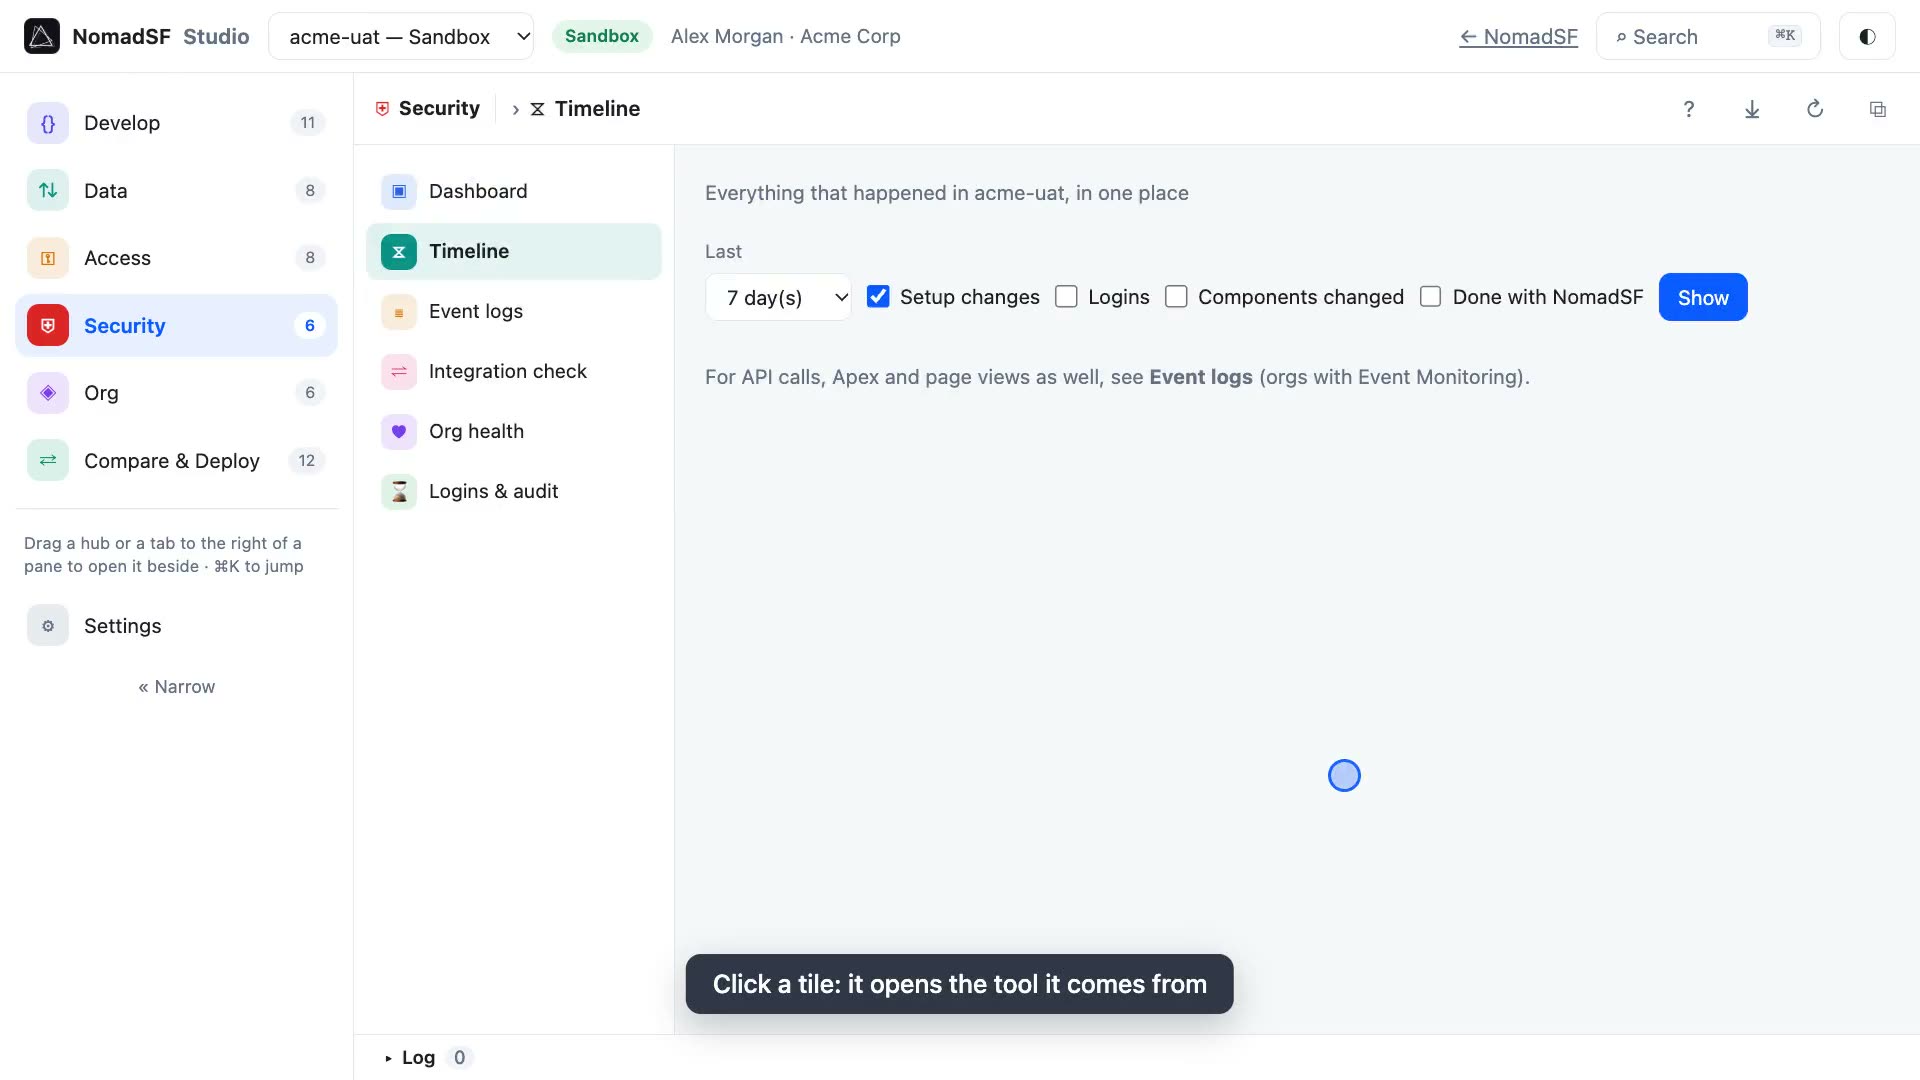 NomadSF Studio
acme-uat — Sandbox
Sandbox
Alex Morgan · Acme Corp
← NomadSF
Search
⌘K
Develop 11
Data 8
Access 8
Security 6
Org 6
Compare & Deploy 12
Drag a hub or a tab to the right of a
pane to open it beside · ⌘K to jump
Settings
« Narrow
Security › Timeline
?
Dashboard
Timeline
Event logs
Integration check
Org health
Logins & audit
Everything that happened in acme-uat, in one place
Last
7 day(s)
Setup changes
Logins
Components changed
Done with NomadSF
Show
For API calls, Apex and page views as well, see Event logs (orgs with Event Monitoring).
Click a tile: it opens the tool it comes from
Log 0